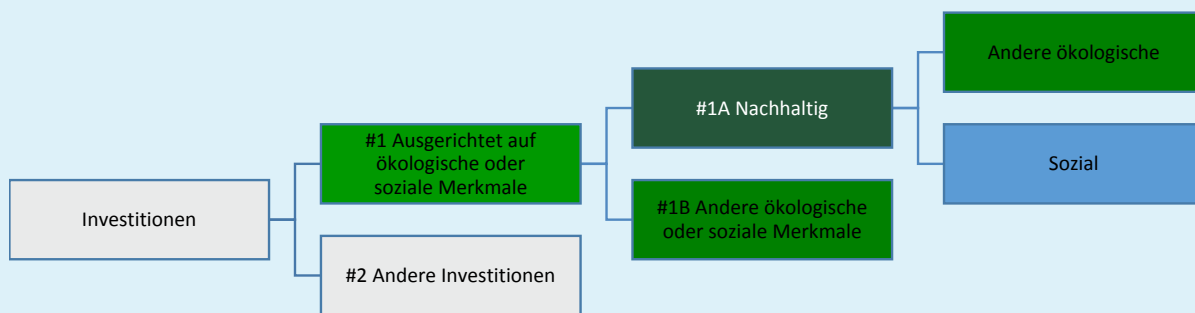 Investitionen
#1 Ausgerichtet auf
ökologische oder
soziale Merkmale
#2 Andere Investitionen
#1A Nachhaltig
#1B Andere ökologische
oder soziale Merkmale
Andere ökologische
Sozial